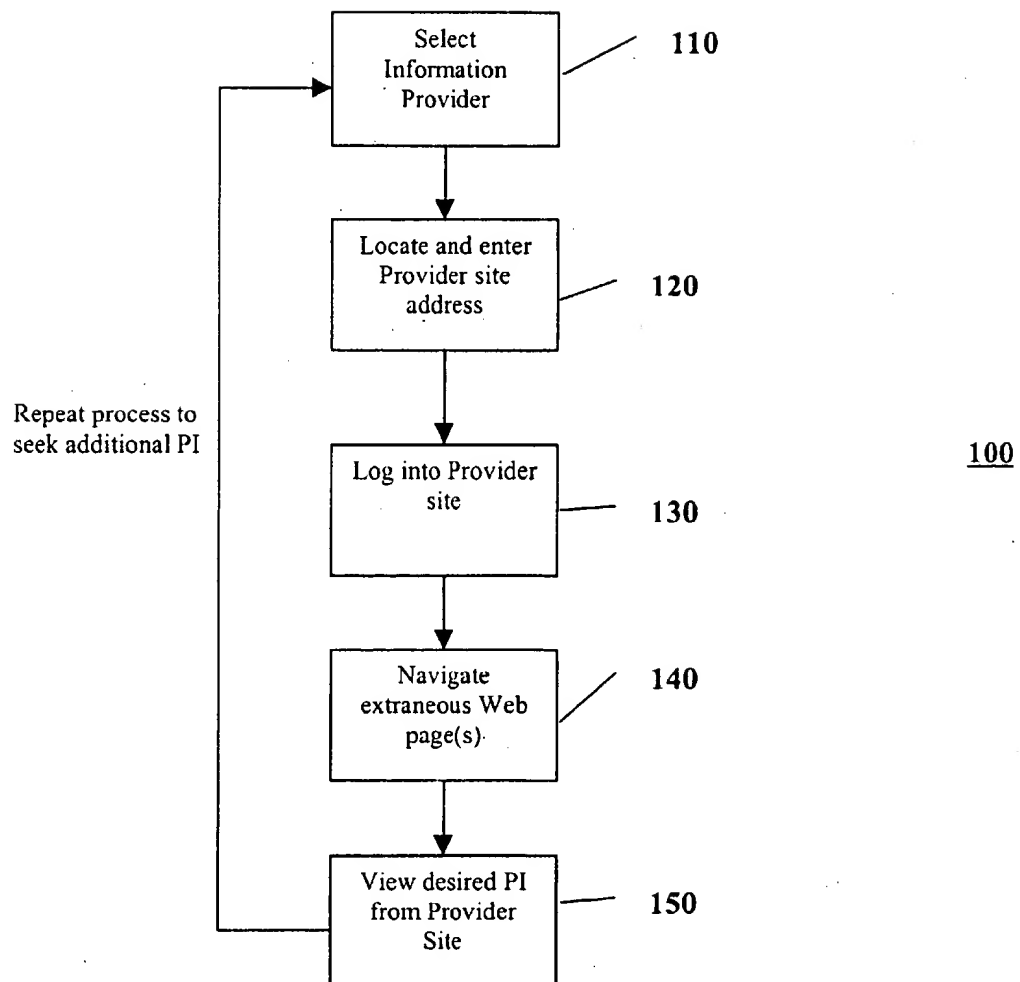 Select
Information
Provider
110
Locate and enter
Provider site
address
120
Repeat process to
seek additional PI
100
Log into Provider
site
130
Navigate
extraneous Web
page(s)
140
View desired PI
from Provider
Site
150